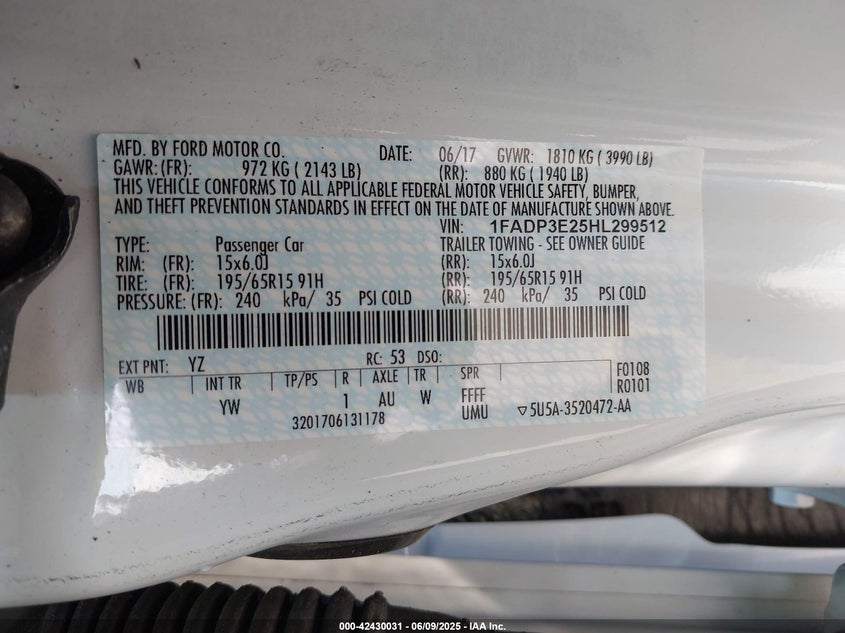 MFD. BY FORD MOTOR CO. DATE: 06/17 GVWR: 1810 KG ( 3990 LB)
GAWR: (FR): 972 KG ( 2143 LB) (RR): 880 KG ( 1940 LB)
THIS VEHICLE CONFORMS TO ALL APPLICABLE FEDERAL MOTOR VEHICLE SAFETY, BUMPER,
AND THEFT PREVENTION STANDARDS IN EFFECT ON THE DATE OF MANUFACTURE SHOWN ABOVE.
VIN: 1FADP3E25HL299512
TYPE: Passenger Car TRAILER TOWING - SEE OWNER GUIDE
RIM: (FR): 15x6.0J (RR): 15x6.0J
TIRE: (FR): 195/65R15 91H (RR): 195/65R15 91H
PRESSURE: (FR): 240 kPa/ 35 PSI COLD (RR): 240 kPa/ 35 PSI COLD
EXT PNT: YZ RC: 53 DSO:
WB INT TR TP/PS R AXLE TR SPR F0108
R0101
YW 1 AU W FFFF
UMU ▽5U5A-3520472-AA
3201706131178
000-42430031 - 06/09/2025 - IAA Inc.